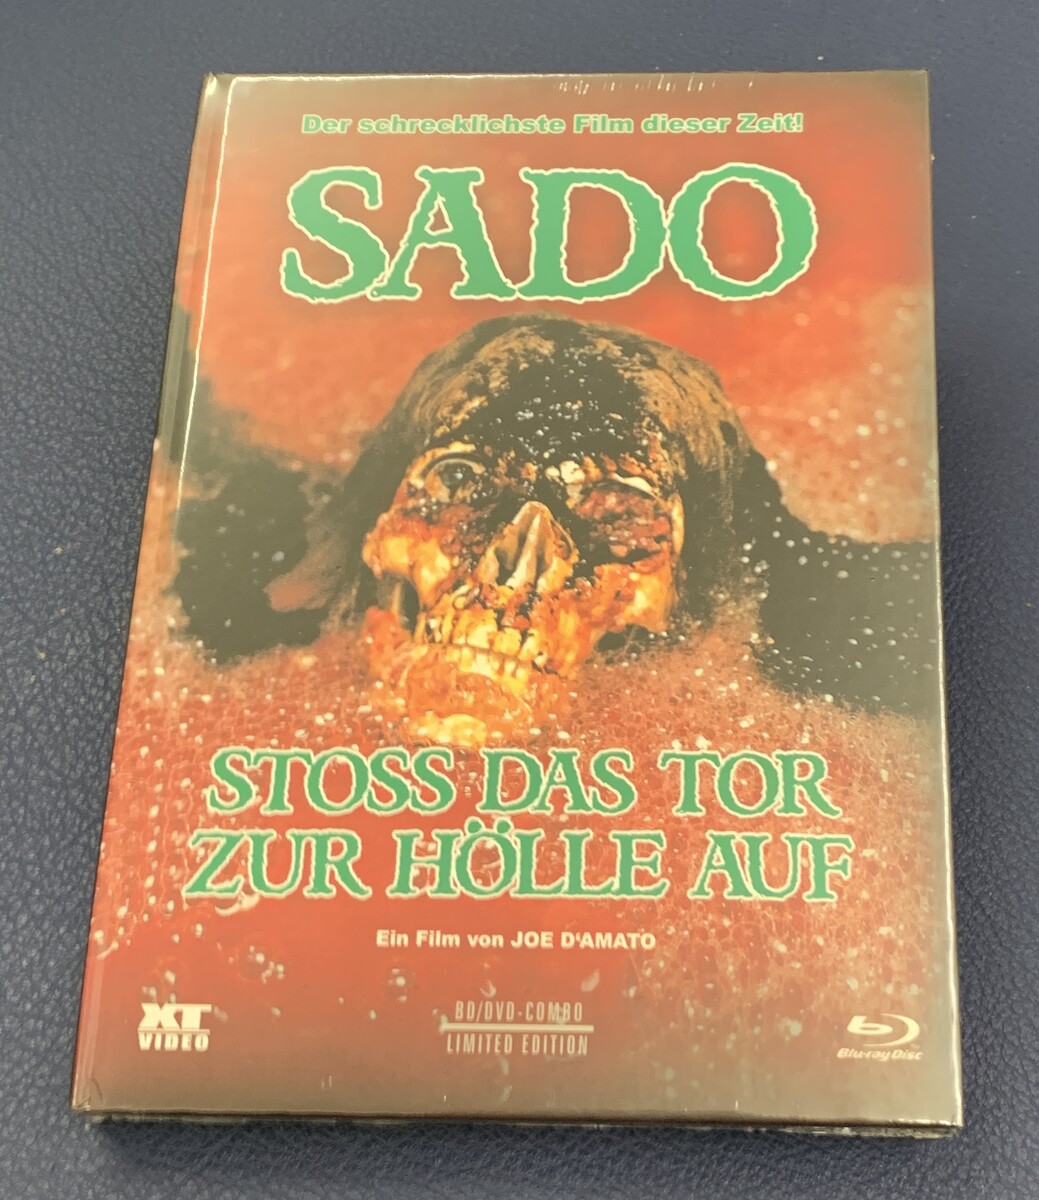 Der schrecklichste Film dieser Zeit!
SADO
STOSS DAS TOR
ZUR HÖLLE AUF
Ein Film von JOE D'AMATO
XT
VIDEO
BD/DVD-COMBO
LIMITED EDITION
Blu-ray Disc